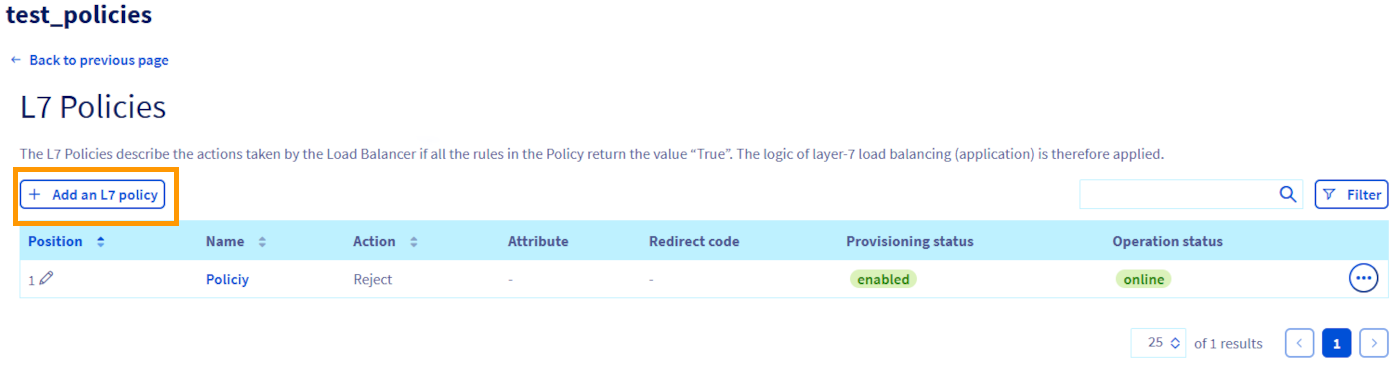 test_policies
← Back to previous page
L7 Policies
The L7 Policies describe the actions taken by the Load Balancer if all the rules in the Policy return the value “True”. The logic of layer-7 load balancing (application) is therefore applied.
+ Add an L7 policy Filter
Position Name Action Attribute Redirect code Provisioning status Operation status
1 Policiy Reject - - enabled online
25 of 1 results 1